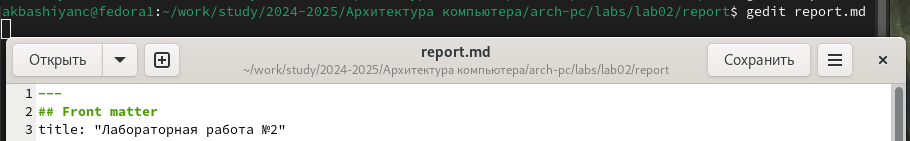 akbashiyanc@fedora1:~/work/study/2024-2025/Архитектура компьютера/arch-pc/labs/lab02/report$ gedit report.md
Открыть
report.md
~/work/study/2024-2025/Архитектура компьютера/arch-pc/labs/lab02/report
Сохранить
1 ---
2 ## Front matter
3 title: "Лабораторная работа №2"